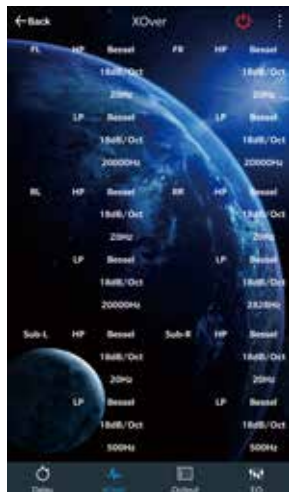 ←Back XOver
FL HP Bessel FR HP Bessel
18dB/Oct 18dB/Oct
20Hz 20Hz
LP Bessel LP Bessel
18dB/Oct 18dB/Oct
20000Hz 20000Hz
RL HP Bessel RR HP Bessel
18dB/Oct 18dB/Oct
20Hz 20Hz
LP Bessel LP Bessel
18dB/Oct 18dB/Oct
20000Hz 2828Hz
Sub-L HP Bessel Sub-R HP Bessel
18dB/Oct 18dB/Oct
20Hz 20Hz
LP Bessel LP Bessel
18dB/Oct 18dB/Oct
500Hz 500Hz
Delay XOver Output EQ